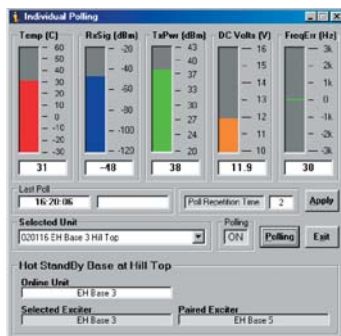 Individual Polling
Temp (C) RxSig (dBm) TxPwr (dBm) DC Volts (V) FreqErr (Hz)
60 -20 43 16 3k
50 40 2k
40 -40 37 15
30 33 14 1k
20 -60 30 13 0
10 -80 27 12 -1k
0
-10 -100 24 11 -2k
-20
-30 -120 20 10 -3k
31 -48 38 11.9 30
Last Poll
16:20:06 Poll Repetition Time 2 Apply
Selected Unit Polling
020116 EH Base 3 Hill Top ON Polling Exit
Hot StandBy Base at Hill Top
Online Unit
EH Base 3
Selected Exciter Paired Exciter
EH Base 3 EH Base 5